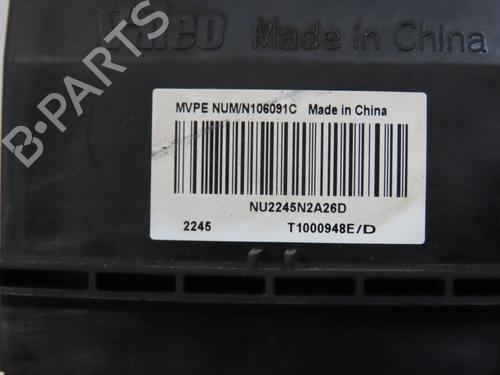 Valeo Made in China
MVPE NUM/N106091C Made in China
NU2245N2A26D
2245 T1000948E/D
B-PARTS